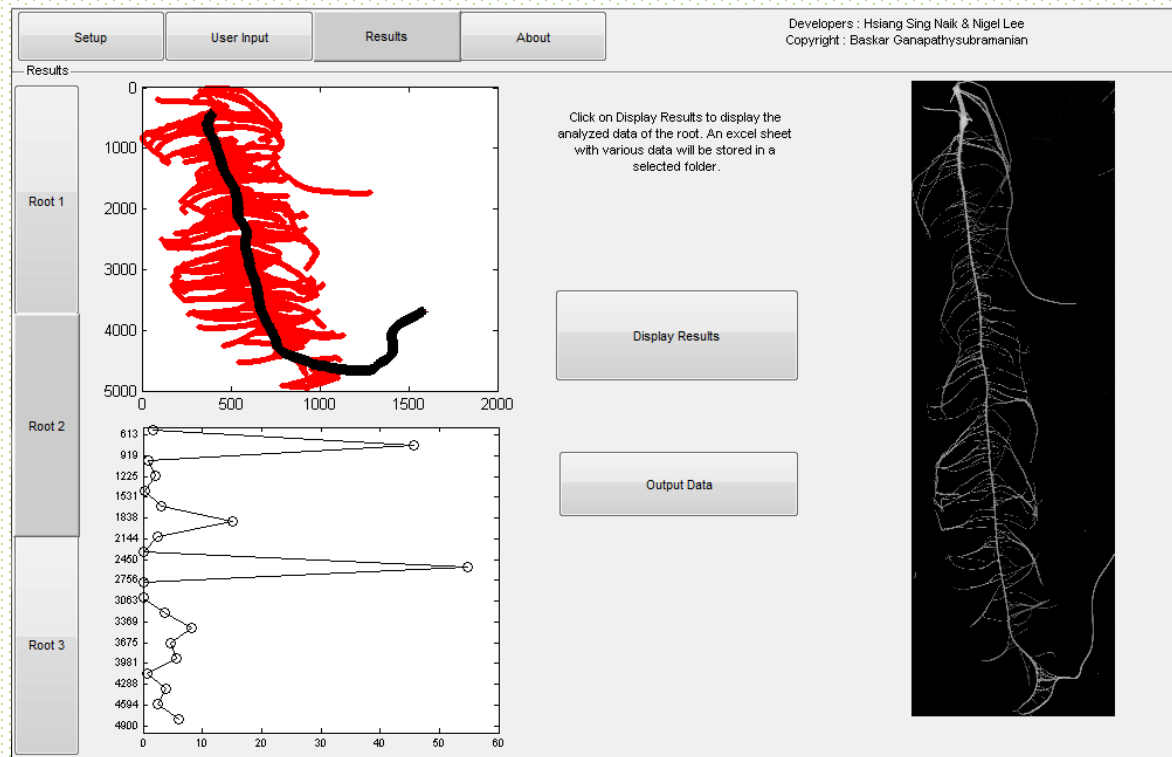 Setup
User Input
Results
About
Developers : Hsiang Sing Naik & Nigel Lee
Copyright : Baskar Ganapathysubramanian
Results
Root 1
Root 2
Root 3
0
1000
2000
3000
4000
5000
0
500
1000
1500
2000
613
919
1225
1531
1838
2144
2450
2756
3063
3369
3675
3981
4288
4594
4900
0
10
20
30
40
50
60
Click on Display Results to display the
analyzed data of the root. An excel sheet
with various data will be stored in a
selected folder.
Display Results
Output Data